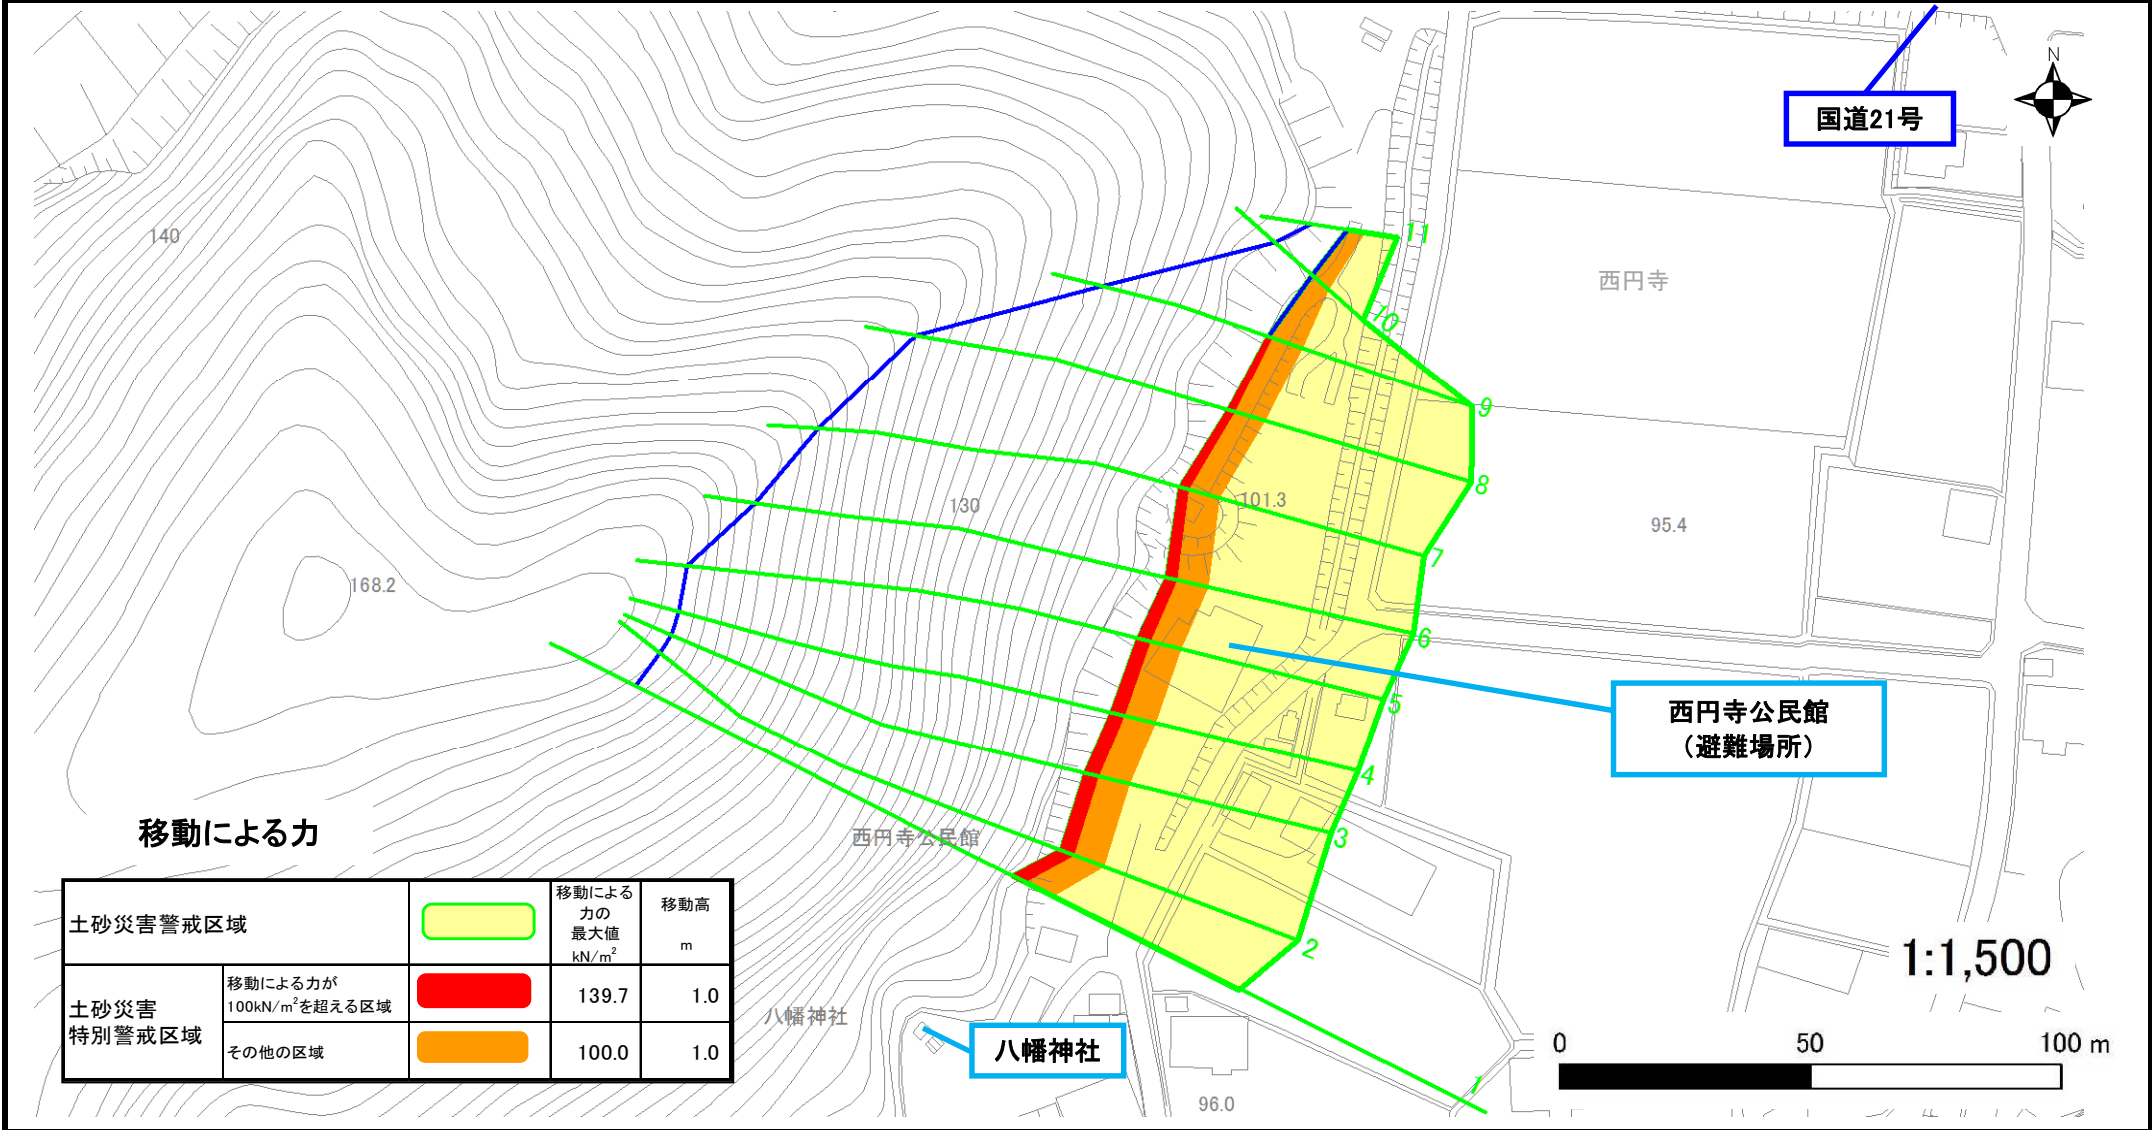 国道21号
N
140
11
西円寺
10
9
8
130
101.3
95.4
7
168.2
6
5
西円寺公民館
(避難場所)
4
3
移動による力
西円寺公民館
2
土砂災害警戒区域
移動による
力の
最大値
kN/m²
移動高
m
土砂災害
特別警戒区域
移動による力が
100kN/m²を超える区域
139.7
1.0
その他の区域
100.0
1.0
八幡神社
八幡神社
1:1,500
0 50 100 m
1
96.0